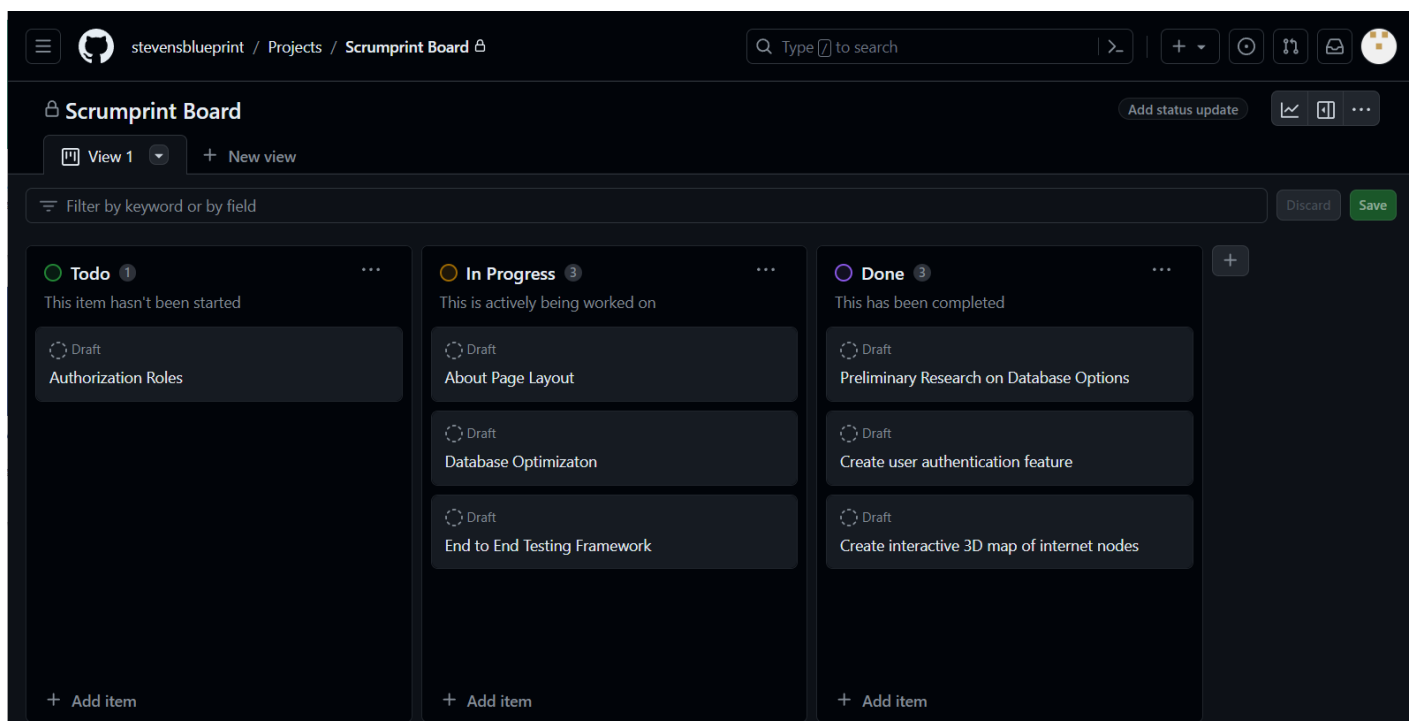 stevensblueprint / Projects / Scrumprint Board
Type / to search
Scrumprint Board
Add status update
View 1
New view
Filter by keyword or by field
Discard
Save
Todo 1
This item hasn't been started
Draft
Authorization Roles
Add item
In Progress 3
This is actively being worked on
Draft
About Page Layout
Draft
Database Optimizaton
Draft
End to End Testing Framework
Add item
Done 3
This has been completed
Draft
Preliminary Research on Database Options
Draft
Create user authentication feature
Draft
Create interactive 3D map of internet nodes
Add item